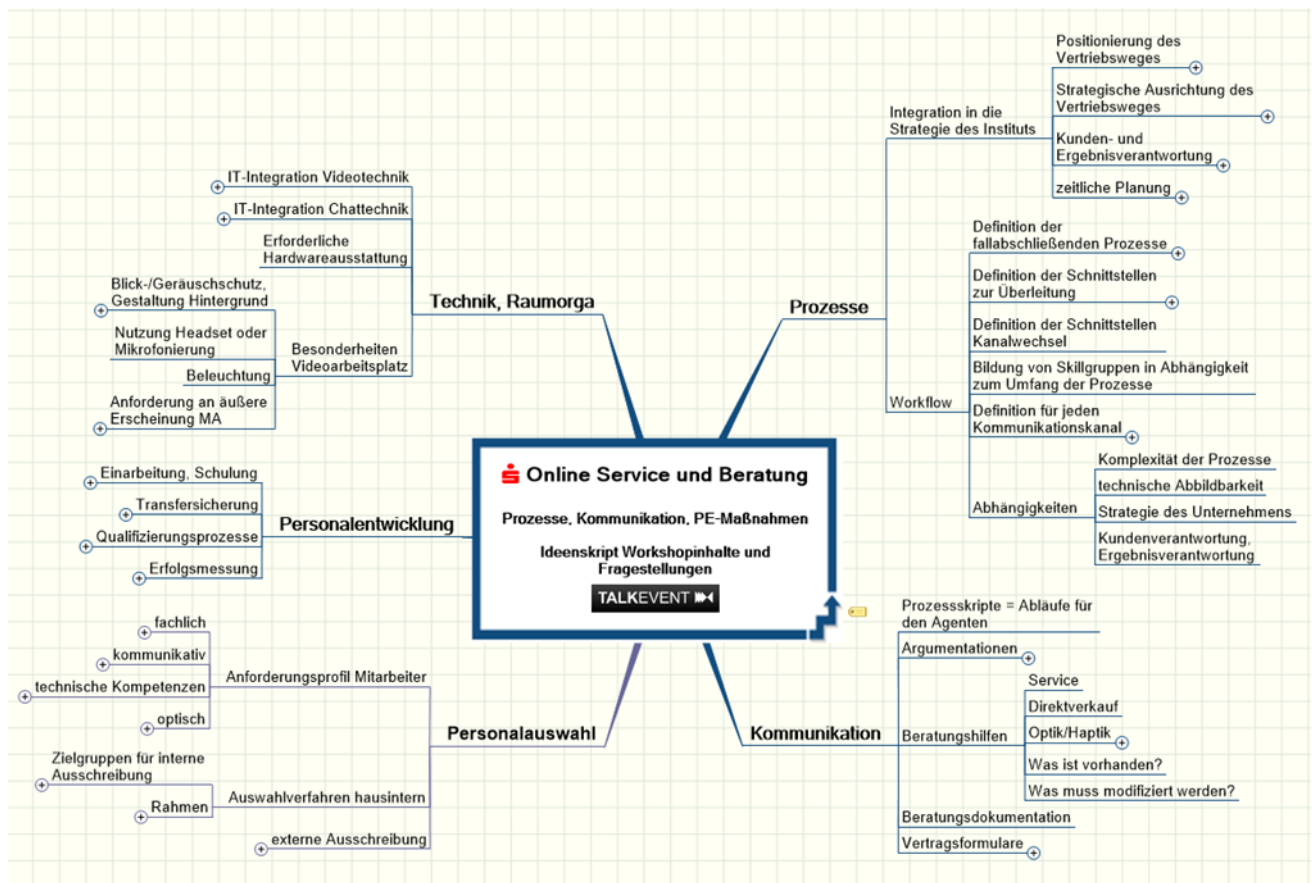 Online Service und Beratung
Prozesse, Kommunikation, PE-Maßnahmen
Ideenskript Workshopinhalte und
Fragestellungen
TALKEVENT
Technik, Raumorga
IT-Integration Videotechnik
IT-Integration Chattechnik
Erforderliche
Hardwareausstattung
Besonderheiten
Videoarbeitsplatz
Blick-/Geräuschschutz,
Gestaltung Hintergrund
Nutzung Headset oder
Mikrofonierung
Beleuchtung
Anforderung an äußere
Erscheinung MA
Personalentwicklung
Einarbeitung, Schulung
Transfersicherung
Qualifizierungsprozesse
Erfolgsmessung
Personalauswahl
Anforderungsprofil Mitarbeiter
fachlich
kommunikativ
technische Kompetenzen
optisch
Auswahlverfahren hausintern
Zielgruppen für interne
Ausschreibung
Rahmen
externe Ausschreibung
Prozesse
Integration in die
Strategie des Instituts
Positionierung des
Vertriebsweges
Strategische Ausrichtung des
Vertriebsweges
Kunden- und
Ergebnisverantwortung
zeitliche Planung
Workflow
Definition der
fallabschließenden Prozesse
Definition der Schnittstellen
zur Überleitung
Definition der Schnittstellen
Kanalwechsel
Bildung von Skillgruppen in Abhängigkeit
zum Umfang der Prozesse
Definition für jeden
Kommunikationskanal
Abhängigkeiten
Komplexität der Prozesse
technische Abbildbarkeit
Strategie des Unternehmens
Kundenverantwortung,
Ergebnisverantwortung
Kommunikation
Prozessskripte = Abläufe für
den Agenten
Argumentationen
Beratungshilfen
Service
Direktverkauf
Optik/Haptik
Was ist vorhanden?
Was muss modifiziert werden?
Beratungsdokumentation
Vertragsformulare